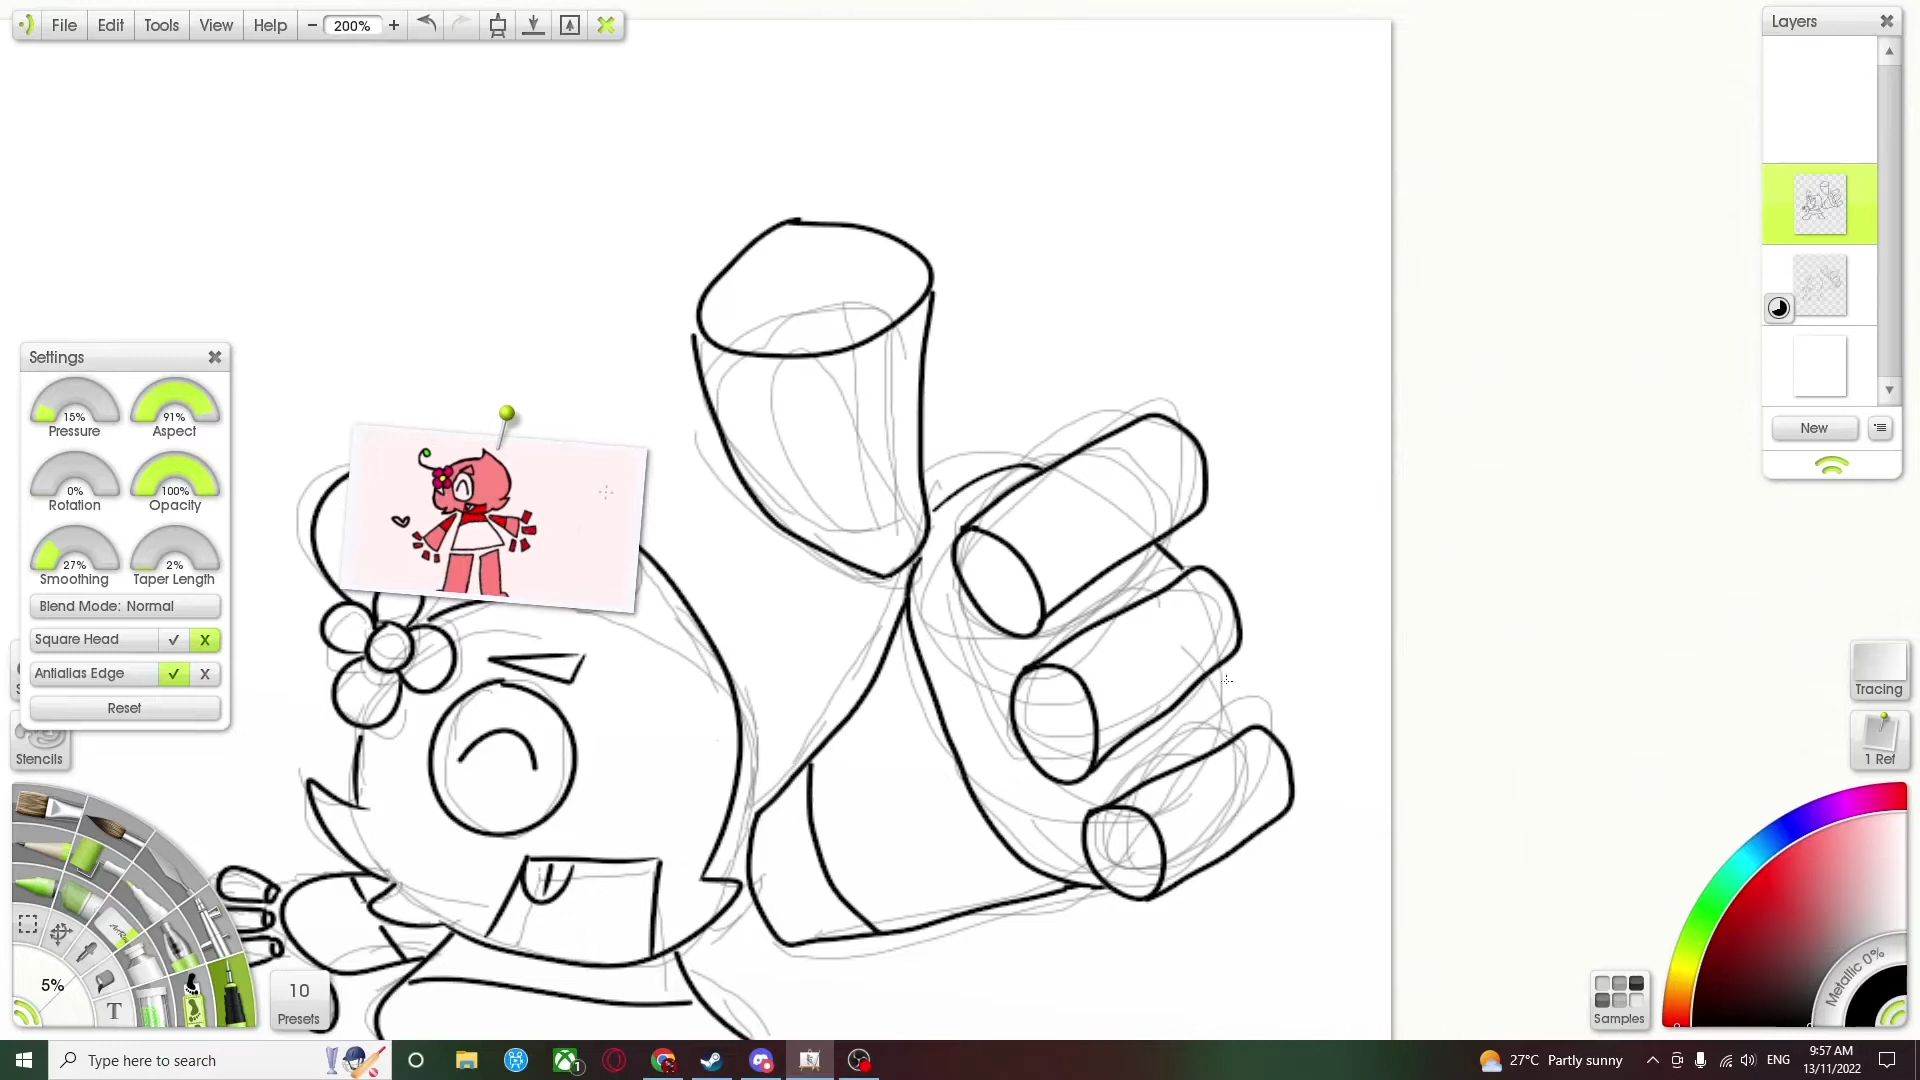 File Edit Tools View Help − 200% +
Layers
New
Settings
15% 91%
Pressure Aspect
0% 100%
Rotation Opacity
27% 2%
Smoothing Taper Length
Blend Mode: Normal
Square Head
Antialias Edge
Reset
Stencils
5%
T
10
Presets
Tracing
1 Ref
Metallic 0%
Samples
Type here to search
1
27°C Partly sunny
ENG
9:57 AM
13/11/2022